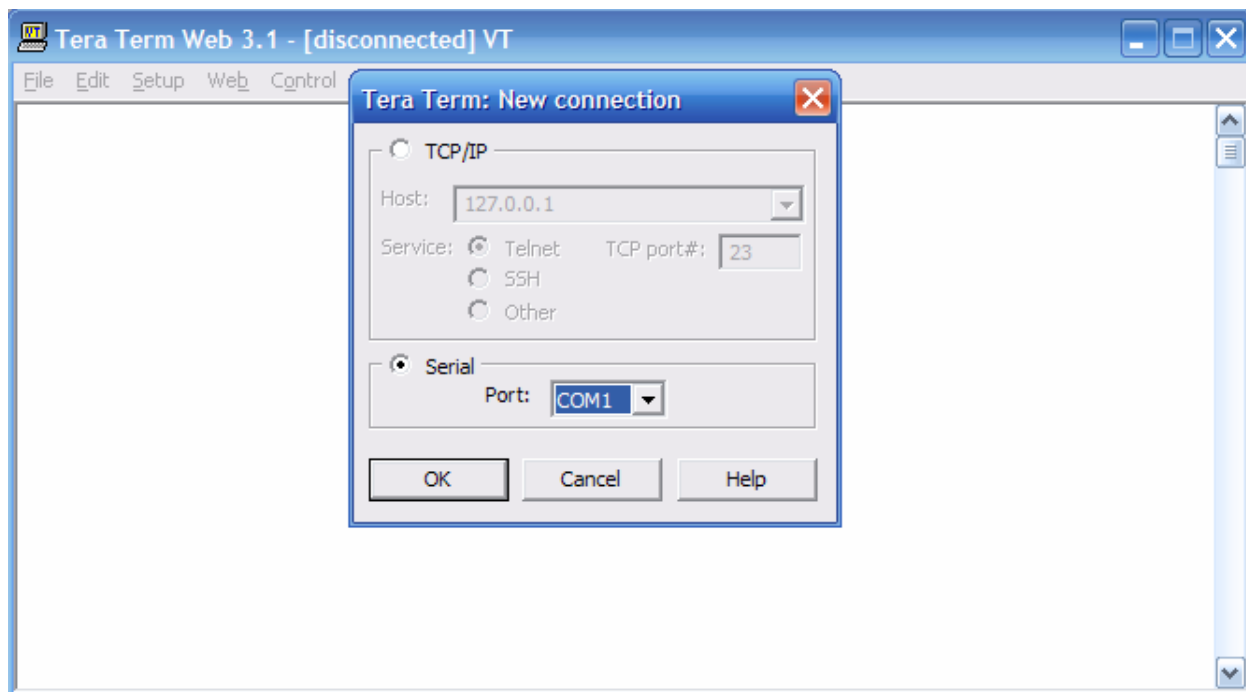 Tera Term Web 3.1 - [disconnected] VT
File Edit Setup Web Control
Tera Term: New connection
TCP/IP
Host: 127.0.0.1
Service: Telnet TCP port#: 23
SSH
Other
Serial
Port: COM1
OK Cancel Help